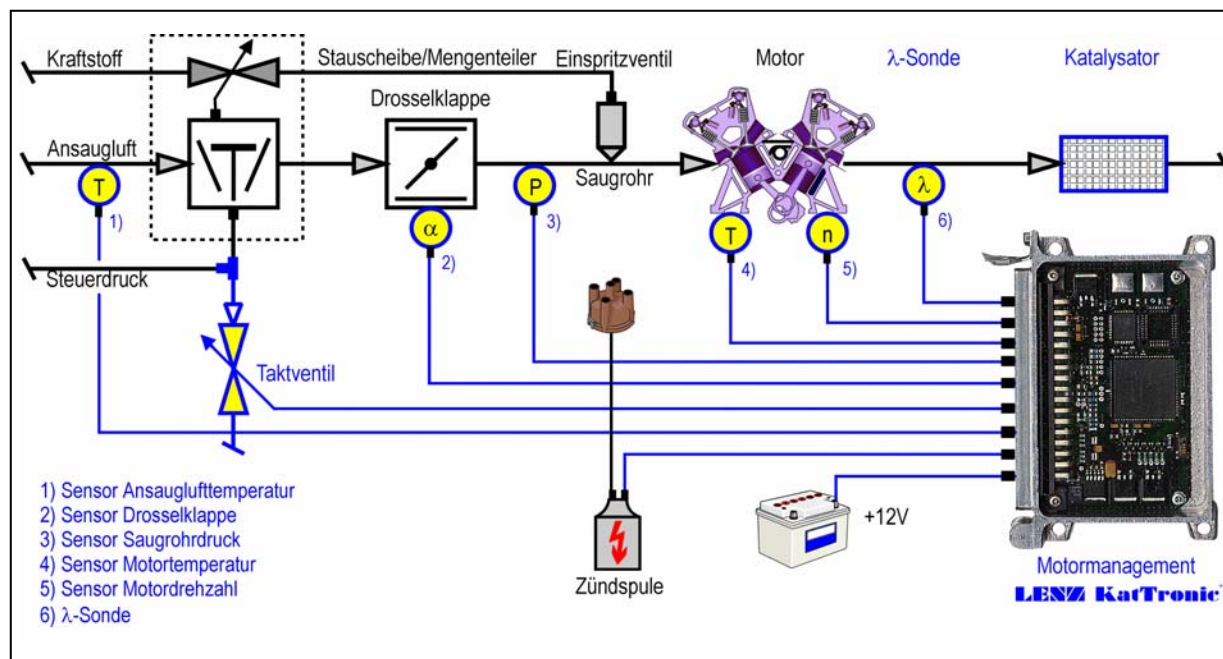 Kraftstoff
Stauscheibe/Mengenteiler
Einspritzventil
Motor
λ-Sonde
Katalysator
Drosselklappe
Ansaugluft
Saugrohr
T
1)
α
2)
P
3)
T
4)
n
5)
λ
6)
Steuerdruck
Taktventil
1) Sensor Ansauglufttemperatur
2) Sensor Drosselklappe
3) Sensor Saugrohrdruck
4) Sensor Motortemperatur
5) Sensor Motordrehzahl
6) λ-Sonde
Zündspule
+12V
Motormanagement
LENZ KatTronic